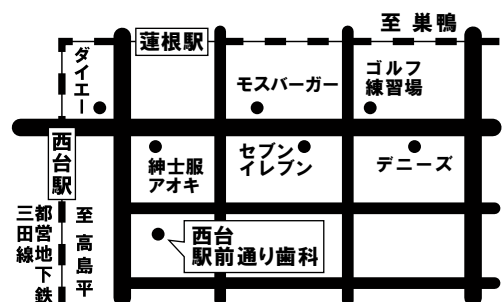 至 巣鴨
蓮根駅
ダイエー
モスバーガー
ゴルフ
練習場
西台駅
紳士服
アオキ
セブン
イレブン
デニーズ
都営地下鉄
三田線
至 高島平
西台
駅前通り歯科